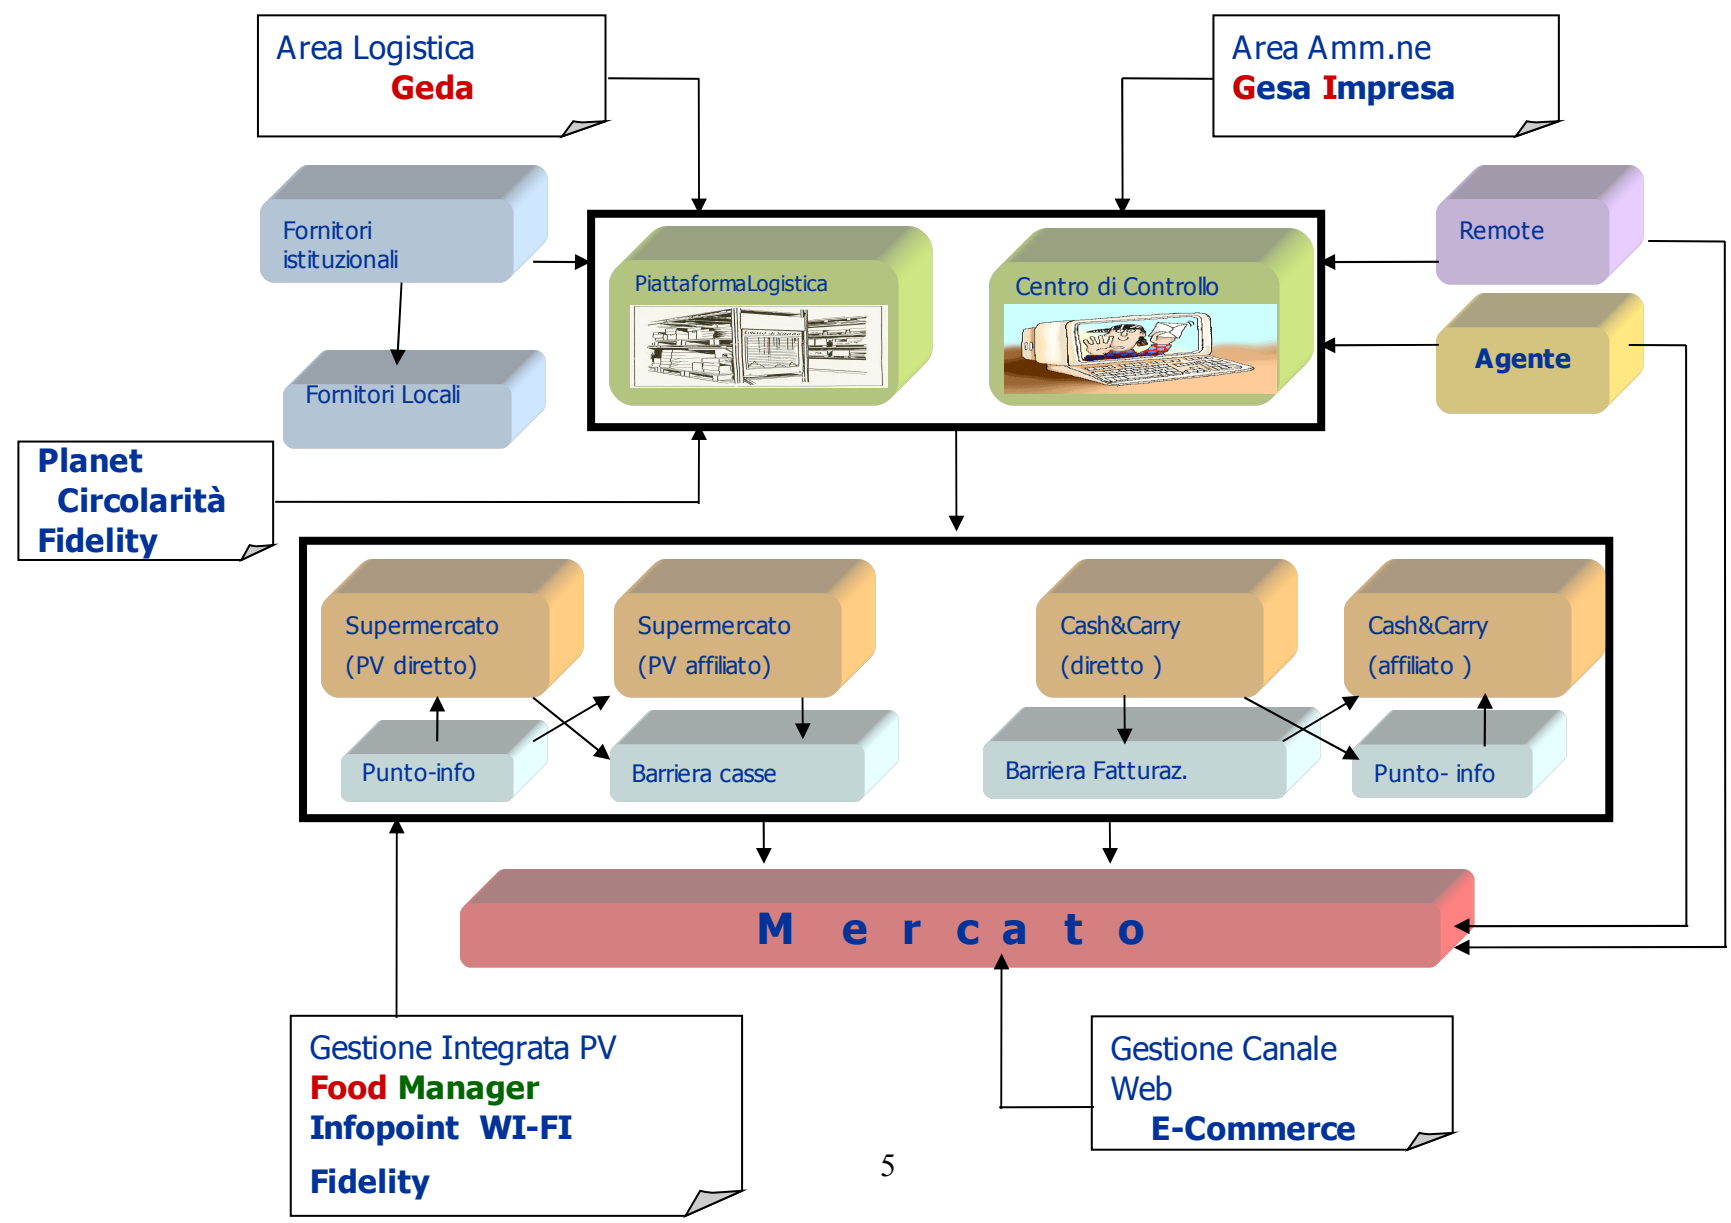 Area Logistica
Geda
Area Amm.ne
Gesa Impresa
Fornitori
istituzionali
PiattaformaLogistica
Centro di Controllo
Remote
Agente
Fornitori Locali
Planet
Circolarità
Fidelity
Supermercato
(PV diretto)
Supermercato
(PV affiliato)
Cash&Carry
(diretto )
Cash&Carry
(affiliato )
Punto-info
Barriera casse
Barriera Fatturaz.
Punto- info
M e r c a t o
Gestione Integrata PV
Food Manager
Infopoint WI-FI
Fidelity
Gestione Canale
Web
E-Commerce
5